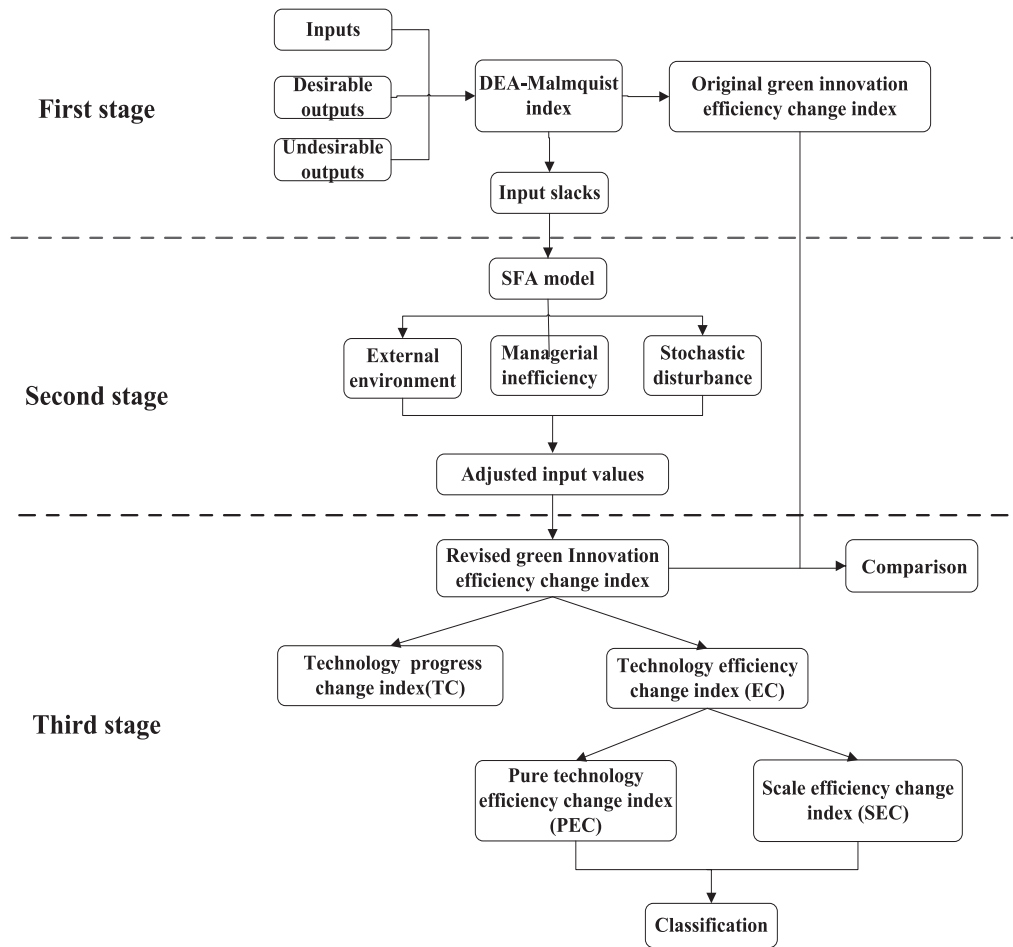 Inputs
Desirable
outputs
Undesirable
outputs
First stage
DEA-Malmquist
index
Original green innovation
efficiency change index
Input slacks
SFA model
External
environment
Managerial
inefficiency
Stochastic
disturbance
Second stage
Adjusted input values
Revised green Innovation
efficiency change index
Comparison
Technology progress
change index(TC)
Technology efficiency
change index (EC)
Third stage
Pure technology
efficiency change index
(PEC)
Scale efficiency change
index (SEC)
Classification